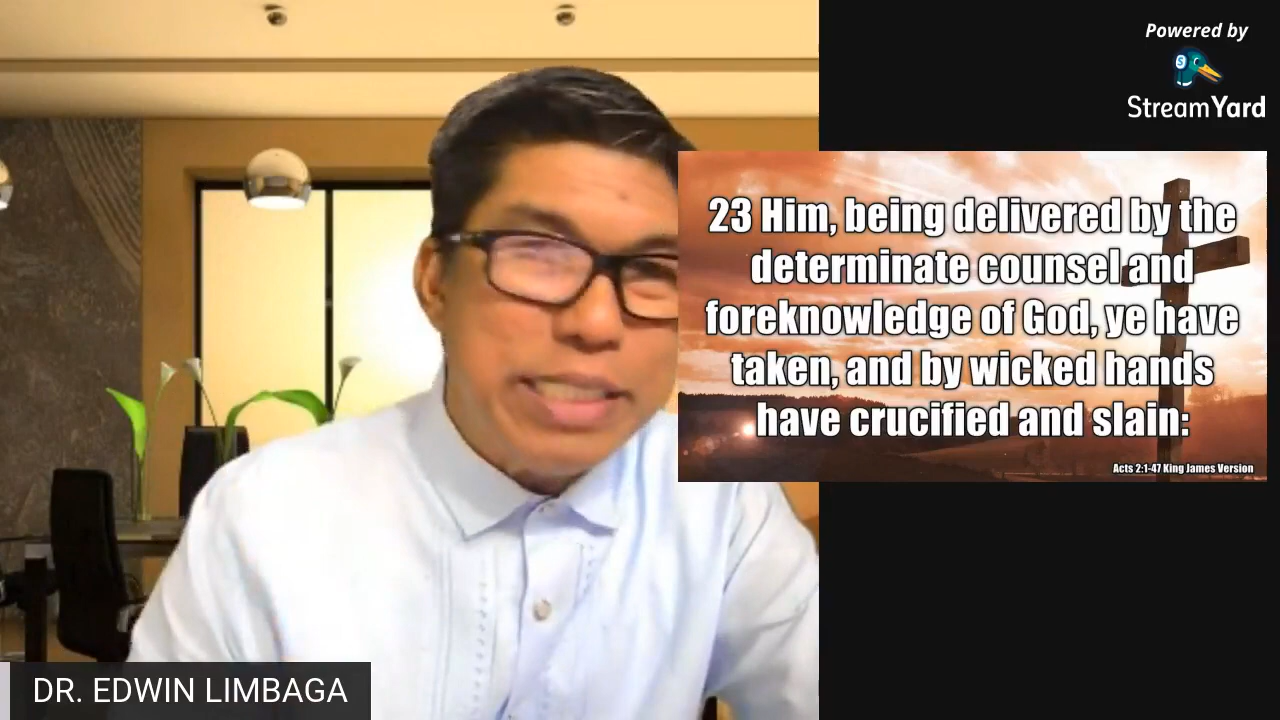 Powered by
StreamYard
23 Him, being delivered by the
determinate counsel and
foreknowledge of God, ye have
taken, and by wicked hands
have crucified and slain:
Acts 2:1-47 King James Version
DR. EDWIN LIMBAGA